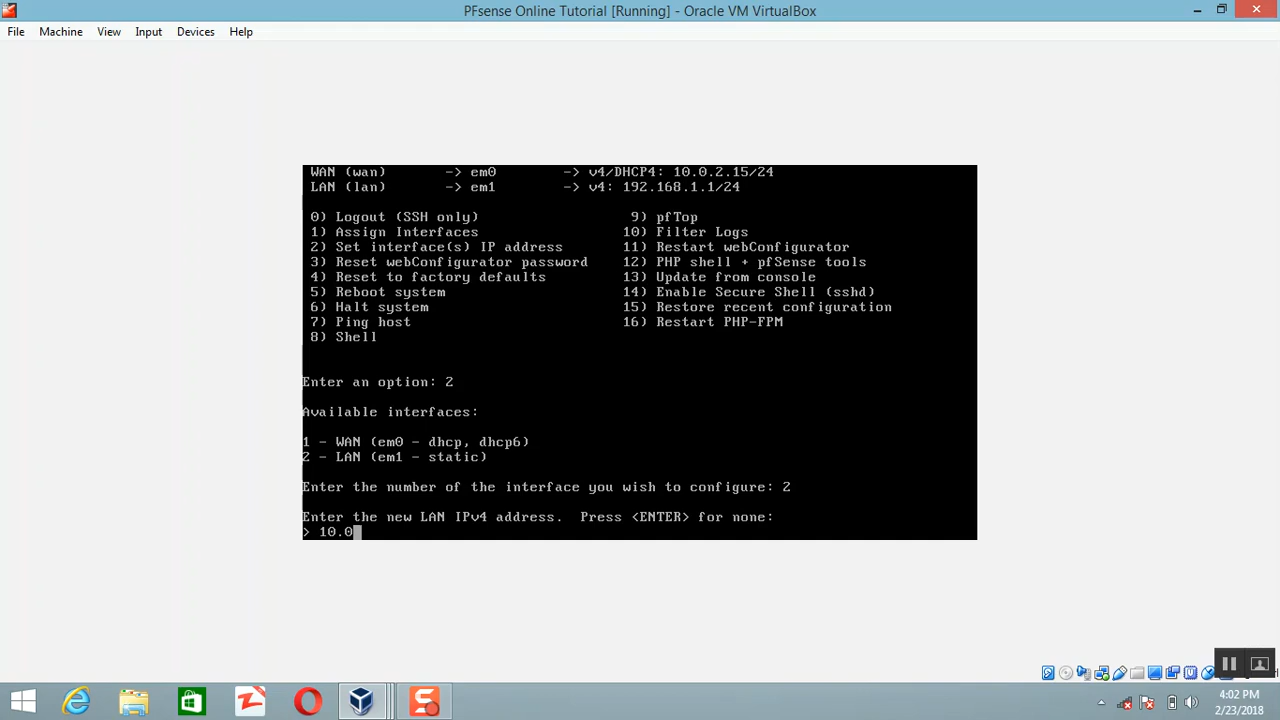 PFsense Online Tutorial [Running] - Oracle VM VirtualBox
File Machine View Input Devices Help
WAN (wan) -> em0 -> v4/DHCP4: 10.0.2.15/24
LAN (lan) -> em1 -> v4: 192.168.1.1/24
0) Logout (SSH only) 9) pfTop
1) Assign Interfaces 10) Filter Logs
2) Set interface(s) IP address 11) Restart webConfigurator
3) Reset webConfigurator password 12) PHP shell + pfSense tools
4) Reset to factory defaults 13) Update from console
5) Reboot system 14) Enable Secure Shell (sshd)
6) Halt system 15) Restore recent configuration
7) Ping host 16) Restart PHP-FPM
8) Shell
Enter an option: 2
Available interfaces:
1 - WAN (em0 - dhcp, dhcp6)
2 - LAN (em1 - static)
Enter the number of the interface you wish to configure: 2
Enter the new LAN IPv4 address. Press <ENTER> for none:
> 10.0
4:02 PM
2/23/2018